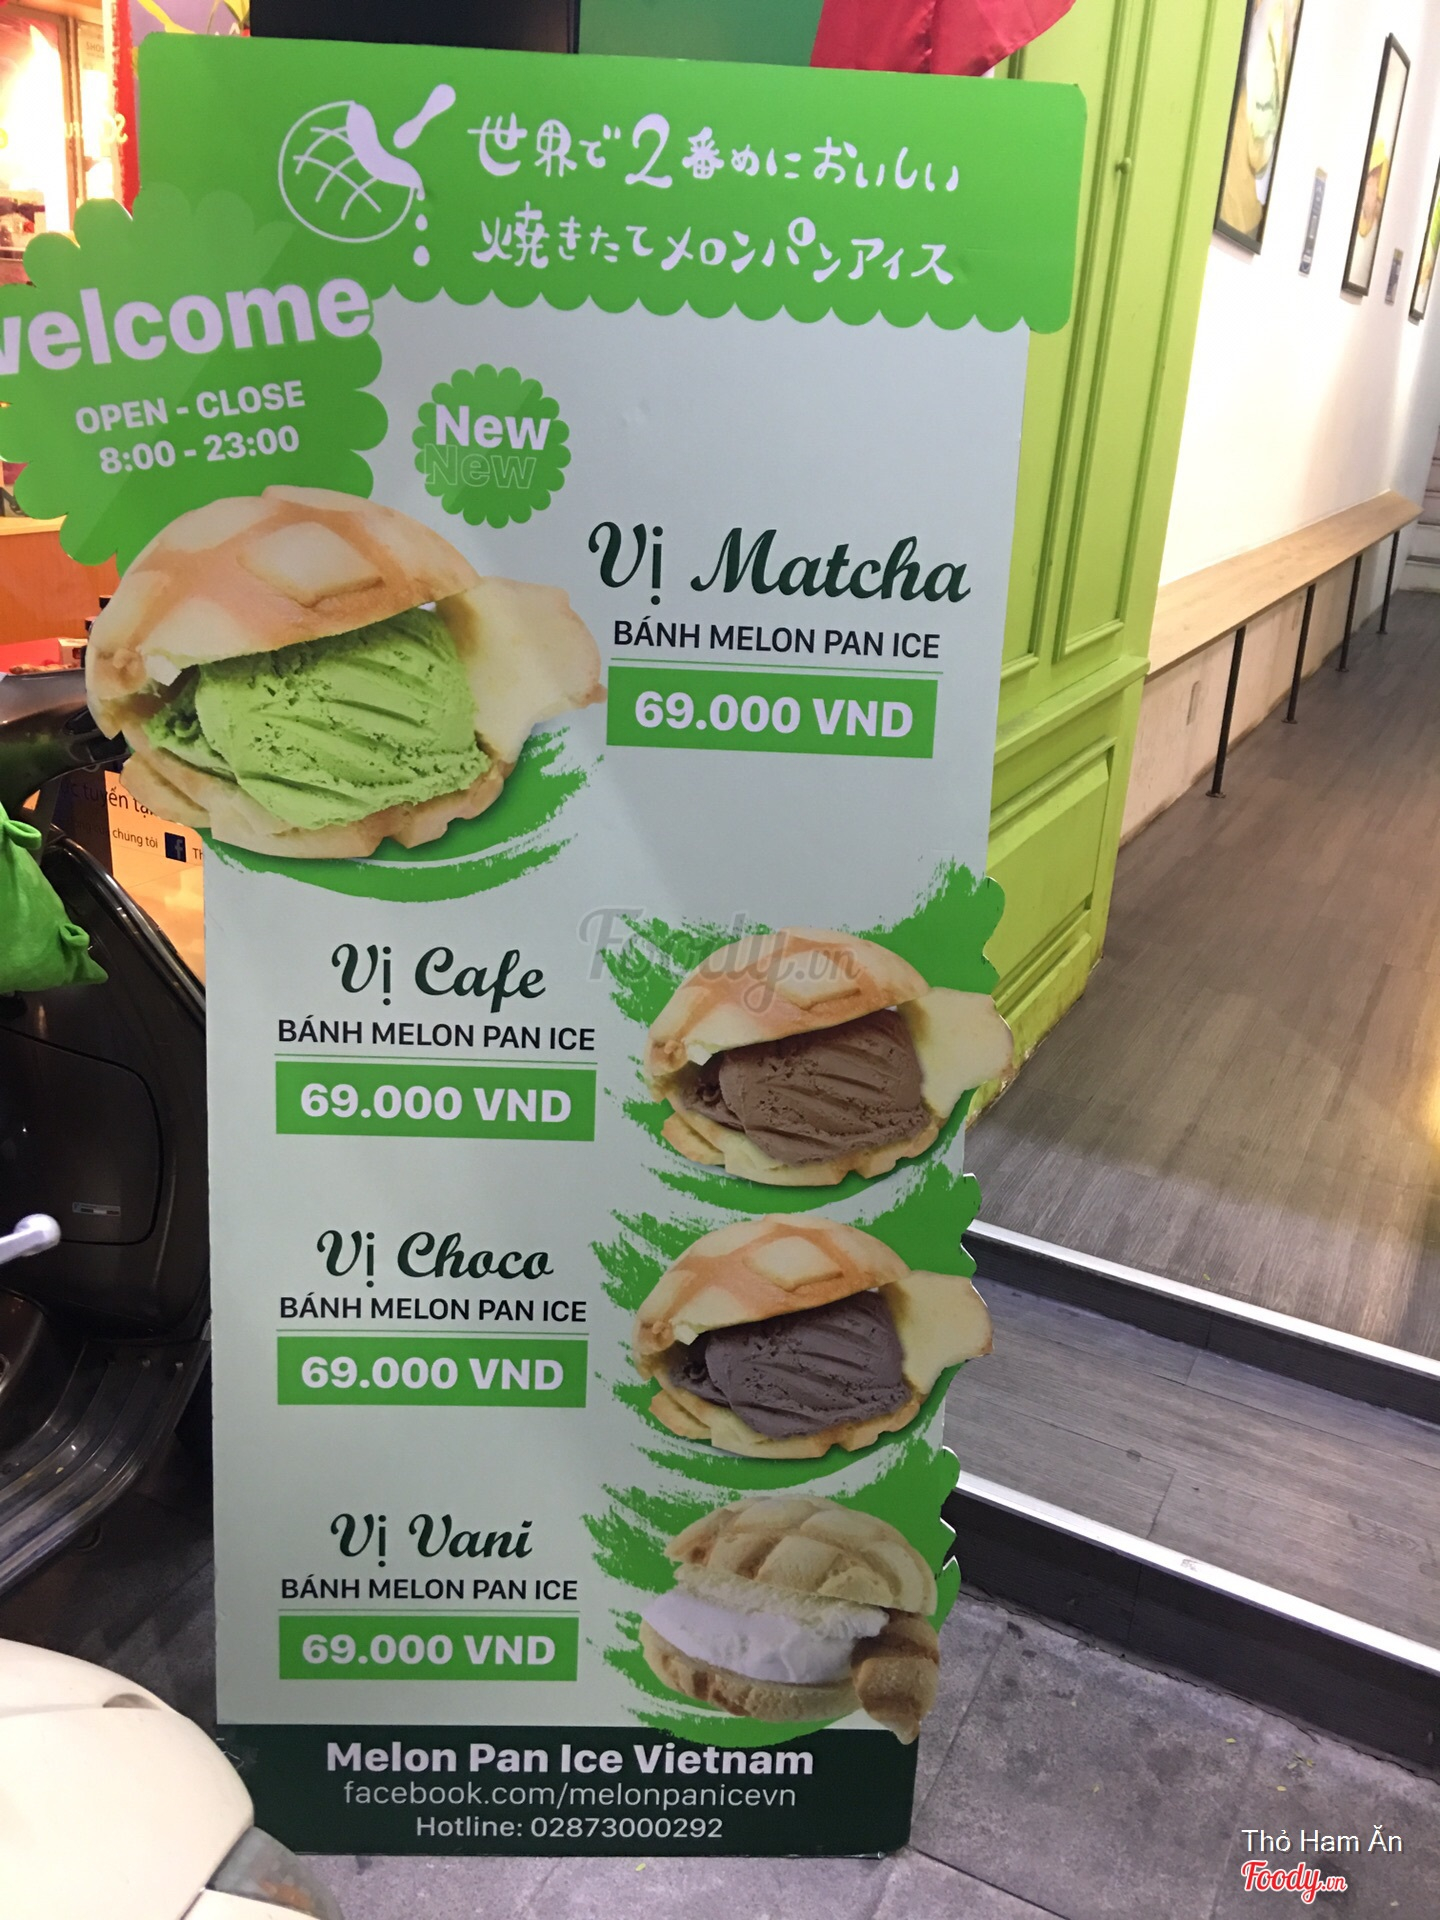 世界で2番めにおいしい
焼きたてメロンパンアイス
welcome
OPEN - CLOSE
8:00 - 23:00
New
New
Vị Matcha
BÁNH MELON PAN ICE
69.000 VND
Vị Cafe
BÁNH MELON PAN ICE
69.000 VND
Vị Choco
BÁNH MELON PAN ICE
69.000 VND
Vị Vani
BÁNH MELON PAN ICE
69.000 VND
Melon Pan Ice Vietnam
facebook.com/melonpanicevn
Hotline: 02873000292
chung tôi
Foody.vn
Thỏ Ham Ăn
Foody.vn